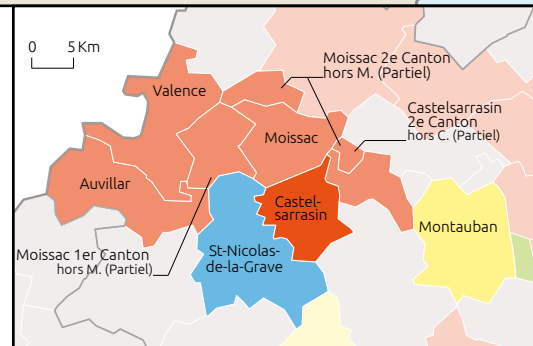 0 5 Km
Moissac 2e Canton
hors M. (Partiel)
Valence
Castelsarrasin
2e Canton
hors C. (Partiel)
Moissac
Auvillar
Castel-
sarrasin
Montauban
Moissac 1er Canton
hors M. (Partiel)
St-Nicolas-
de-la-Grave